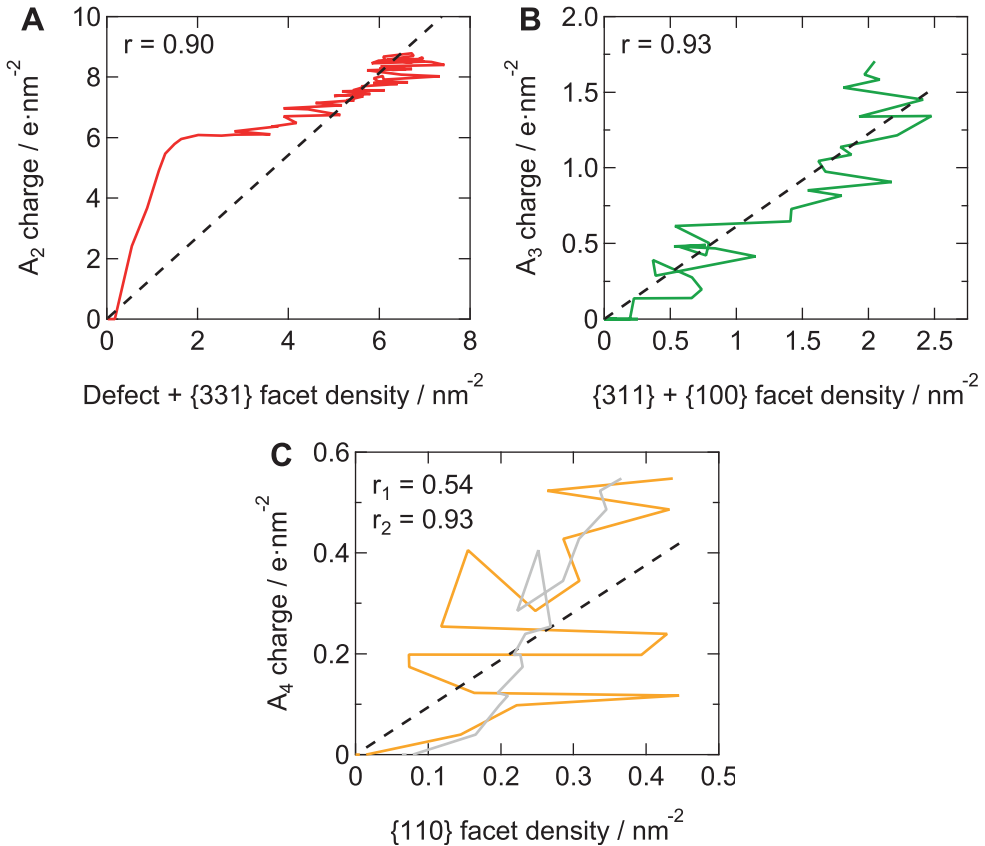 A
B
10
8
6
4
2
0
r = 0.90
A₂ charge / e·nm⁻²
0 2 4 6 8
Defect + {331} facet density / nm⁻²
2.0
1.5
1.0
0.5
0
r = 0.93
A₃ charge / e·nm⁻²
0 0.5 1.0 1.5 2.0 2.5
{311} + {100} facet density / nm⁻²
C
0.6
0.4
0.2
0
r₁ = 0.54
r₂ = 0.93
A₄ charge / e·nm⁻²
0 0.1 0.2 0.3 0.4 0.5
{110} facet density / nm⁻²